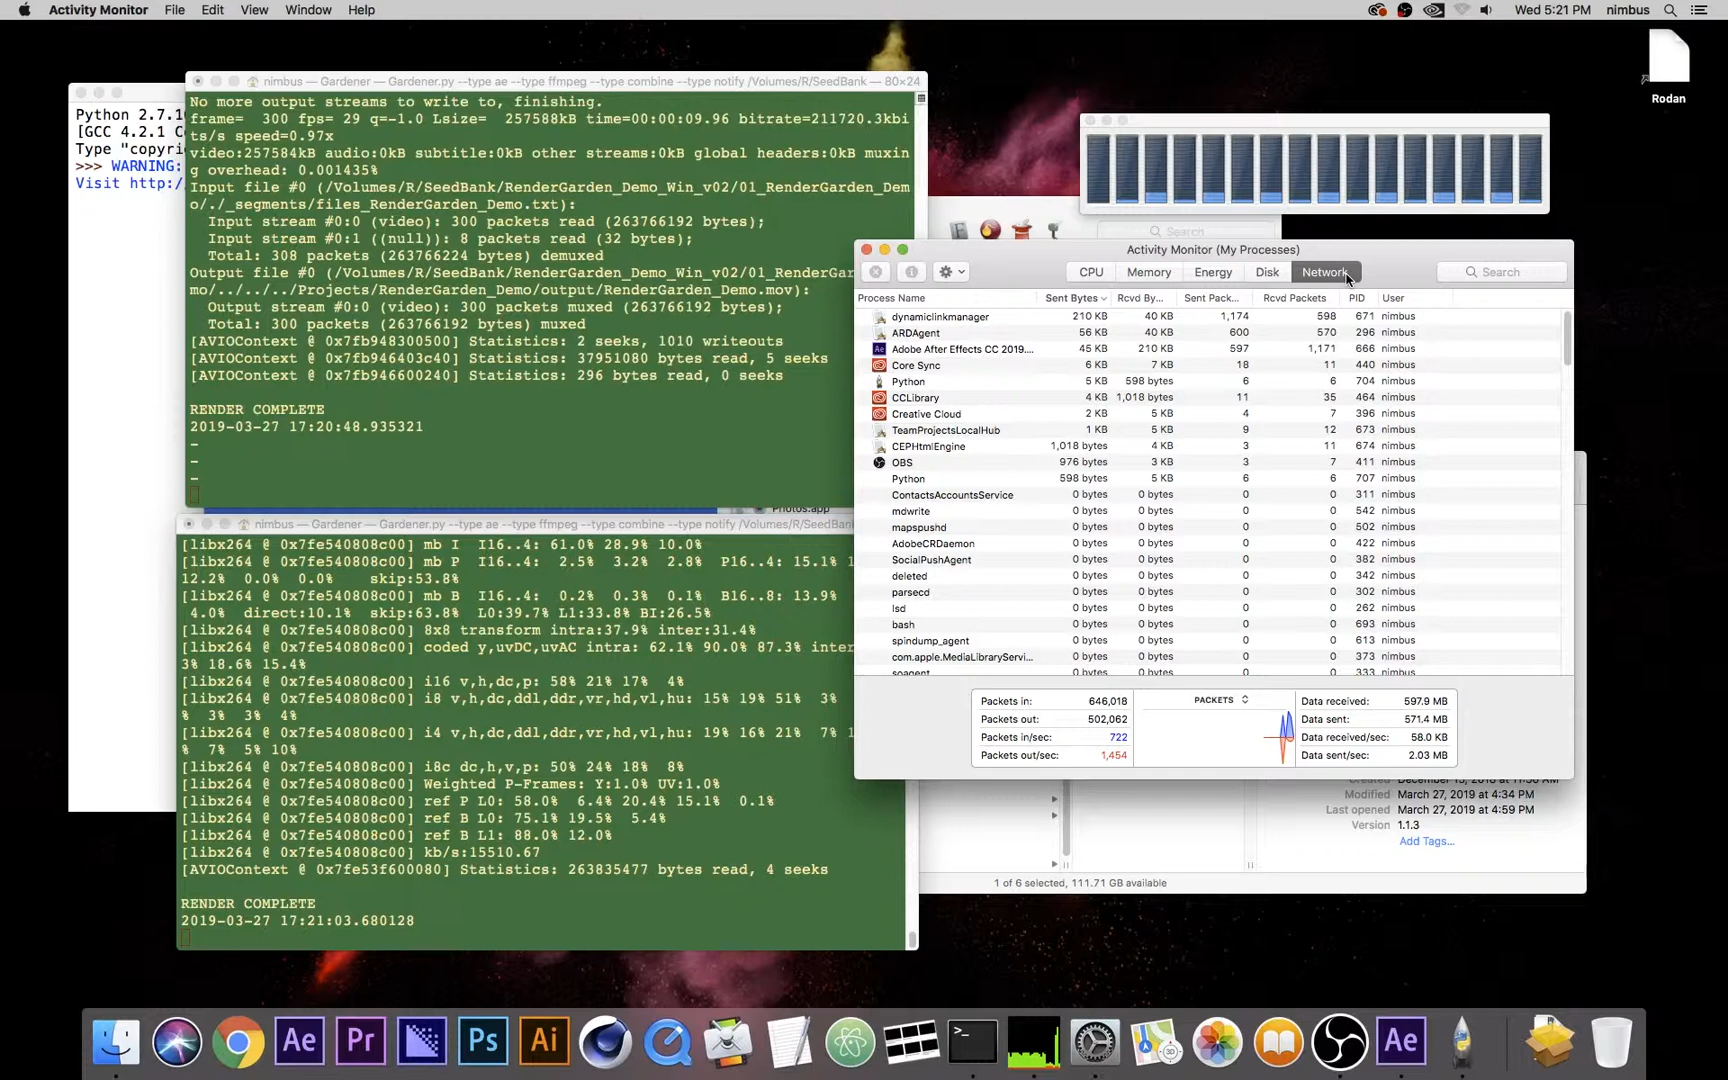 Activity Monitor File Edit View Window Help
Wed 5:21 PM nimbus
Rodan
Python 2.7.1
[GCC 4.2.1 C
Type "copyri
>>> WARNING:
Visit http:/
nimbus — Gardener — Gardener.py --type ae --type ffmpeg --type combine --type notify /Volumes/R/SeedBank — 80×24
No more output streams to write to, finishing.
frame=  300 fps= 29 q=-1.0 Lsize=  257588kB time=00:00:09.96 bitrate=211720.3kbi
ts/s speed=0.97x
video:257584kB audio:0kB subtitle:0kB other streams:0kB global headers:0kB muxin
g overhead: 0.001435%
Input file #0 (/Volumes/R/SeedBank/RenderGarden_Demo_Win_v02/01_RenderGarden_Dem
o/./_segments/files_RenderGarden_Demo.txt):
Input stream #0:0 (video): 300 packets read (263766192 bytes);
Input stream #0:1 ((null)): 8 packets read (32 bytes);
Total: 308 packets (263766224 bytes) demuxed
Output file #0 (/Volumes/R/SeedBank/RenderGarden_Demo_Win_v02/01_RenderGar
mo/../../../Projects/RenderGarden_Demo/output/RenderGarden_Demo.mov):
Output stream #0:0 (video): 300 packets muxed (263766192 bytes);
Total: 300 packets (263766192 bytes) muxed
[AVIOContext @ 0x7fb948300500] Statistics: 2 seeks, 1010 writeouts
[AVIOContext @ 0x7fb946403c40] Statistics: 37951080 bytes read, 5 seeks
[AVIOContext @ 0x7fb946600240] Statistics: 296 bytes read, 0 seeks
RENDER COMPLETE
2019-03-27 17:20:48.935321
-
-
-
Photos.app
nimbus — Gardener — Gardener.py --type ae --type ffmpeg --type combine --type notify /Volumes/R/SeedBan
[libx264 @ 0x7fe540808c00] mb I  I16..4: 61.0% 28.9% 10.0%
[libx264 @ 0x7fe540808c00] mb P  I16..4:  2.5%  3.2%  2.8%  P16..4: 15.1% 1
12.2%  0.0%  0.0%    skip:53.8%
[libx264 @ 0x7fe540808c00] mb B  I16..4:  0.2%  0.3%  0.1%  B16..8: 13.9%
4.0%  direct:10.1%  skip:63.8%  L0:39.7% L1:33.8% BI:26.5%
[libx264 @ 0x7fe540808c00] 8x8 transform intra:37.9% inter:31.4%
[libx264 @ 0x7fe540808c00] coded y,uvDC,uvAC intra: 62.1% 90.0% 87.3% inter
3% 18.6% 15.4%
[libx264 @ 0x7fe540808c00] i16 v,h,dc,p: 58% 21% 17%  4%
[libx264 @ 0x7fe540808c00] i8 v,h,dc,ddl,ddr,vr,hd,vl,hu: 15% 19% 51%  3%
%  3%  3%  4%
[libx264 @ 0x7fe540808c00] i4 v,h,dc,ddl,ddr,vr,hd,vl,hu: 19% 16% 21%  7% 1
%  7%  5% 10%
[libx264 @ 0x7fe540808c00] i8c dc,h,v,p: 50% 24% 18%  8%
[libx264 @ 0x7fe540808c00] Weighted P-Frames: Y:1.0% UV:1.0%
[libx264 @ 0x7fe540808c00] ref P L0: 58.0%  6.4% 20.4% 15.1%  0.1%
[libx264 @ 0x7fe540808c00] ref B L0: 75.1% 19.5%  5.4%
[libx264 @ 0x7fe540808c00] ref B L1: 88.0% 12.0%
[libx264 @ 0x7fe540808c00] kb/s:15510.67
[AVIOContext @ 0x7fe53f600080] Statistics: 263835477 bytes read, 4 seeks
RENDER COMPLETE
2019-03-27 17:21:03.680128
Search
Activity Monitor (My Processes)
CPU Memory Energy Disk Network Search
Process Name Sent Bytes Rcvd By... Sent Pack... Rcvd Packets PID User
dynamiclinkmanager 210 KB 40 KB 1,174 598 671 nimbus
ARDAgent 56 KB 40 KB 600 570 296 nimbus
Adobe After Effects CC 2019.... 45 KB 210 KB 597 1,171 666 nimbus
Core Sync 6 KB 7 KB 18 11 440 nimbus
Python 5 KB 598 bytes 6 6 704 nimbus
CCLibrary 4 KB 1,018 bytes 11 35 464 nimbus
Creative Cloud 2 KB 5 KB 4 7 396 nimbus
TeamProjectsLocalHub 1 KB 5 KB 9 12 673 nimbus
CEPHtmlEngine 1,018 bytes 4 KB 3 11 674 nimbus
OBS 976 bytes 3 KB 3 7 411 nimbus
Python 598 bytes 5 KB 6 6 707 nimbus
ContactsAccountsService 0 bytes 0 bytes 0 0 311 nimbus
mdwrite 0 bytes 0 bytes 0 0 542 nimbus
mapspushd 0 bytes 0 bytes 0 0 502 nimbus
AdobeCRDaemon 0 bytes 0 bytes 0 0 422 nimbus
SocialPushAgent 0 bytes 0 bytes 0 0 382 nimbus
deleted 0 bytes 0 bytes 0 0 342 nimbus
parsecd 0 bytes 0 bytes 0 0 302 nimbus
lsd 0 bytes 0 bytes 0 0 262 nimbus
bash 0 bytes 0 bytes 0 0 693 nimbus
spindump_agent 0 bytes 0 bytes 0 0 613 nimbus
com.apple.MediaLibraryServi... 0 bytes 0 bytes 0 0 373 nimbus
soagent 0 bytes 0 bytes 0 0 333 nimbus
Packets in: 646,018 PACKETS Data received: 597.9 MB
Packets out: 502,062 Data sent: 571.4 MB
Packets in/sec: 722 Data received/sec: 58.0 KB
Packets out/sec: 1,454 Data sent/sec: 2.03 MB
Modified March 27, 2019 at 4:34 PM
Last opened March 27, 2019 at 4:59 PM
Version 1.1.3
Add Tags...
1 of 6 selected, 111.71 GB available
Ae Pr Ps Ai >_ Ae